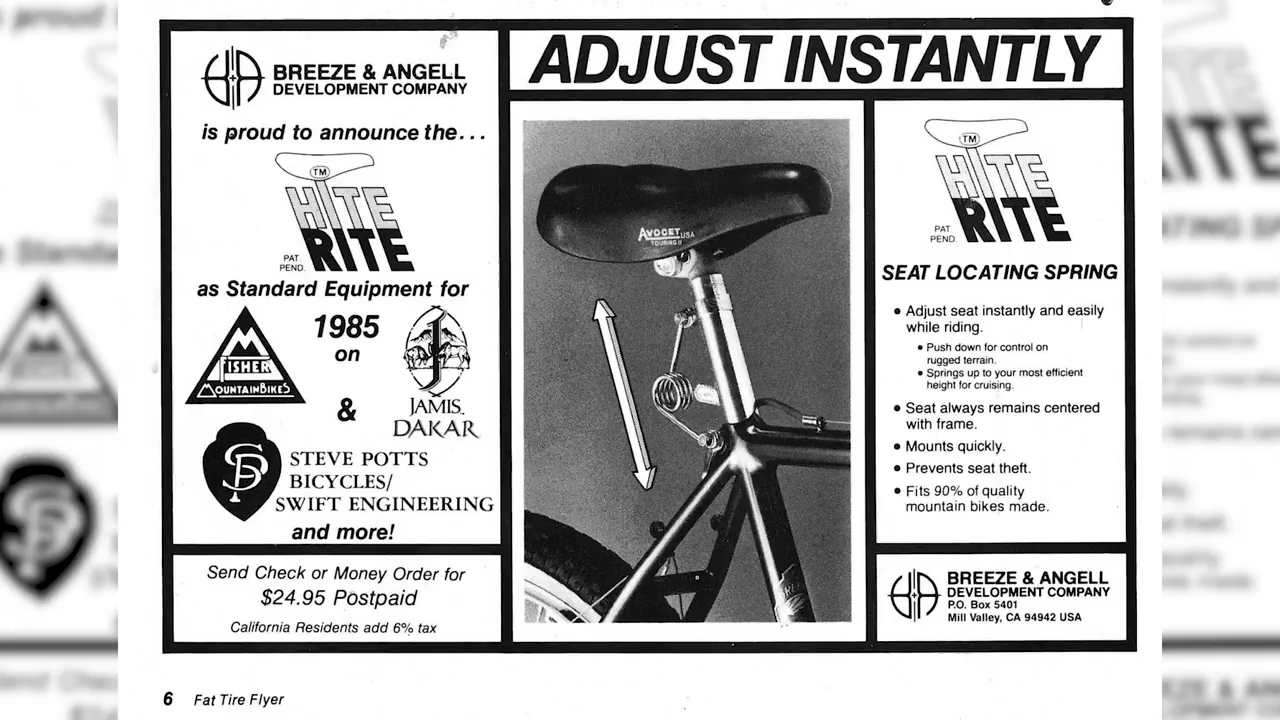 BREEZE & ANGELL
DEVELOPMENT COMPANY
is proud to announce the...
TM
HITE
RITE
PAT.
PEND.
as Standard Equipment for
1985
on
FISHER
MOUNTAINBIKES
&
JAMIS.
DAKAR
SP
STEVE POTTS
BICYCLES/
SWIFT ENGINEERING
and more!
Send Check or Money Order for
$24.95 Postpaid
California Residents add 6% tax
ADJUST INSTANTLY
AVOCET USA
TOURING II
TM
HITE
RITE
PAT.
PEND.
SEAT LOCATING SPRING
• Adjust seat instantly and easily
while riding.
• Push down for control on
rugged terrain.
• Springs up to your most efficient
height for cruising.
• Seat always remains centered
with frame.
• Mounts quickly.
• Prevents seat theft.
• Fits 90% of quality
mountain bikes made.
BREEZE & ANGELL
DEVELOPMENT COMPANY
P.O. Box 5401
Mill Valley, CA 94942 USA
6 Fat Tire Flyer